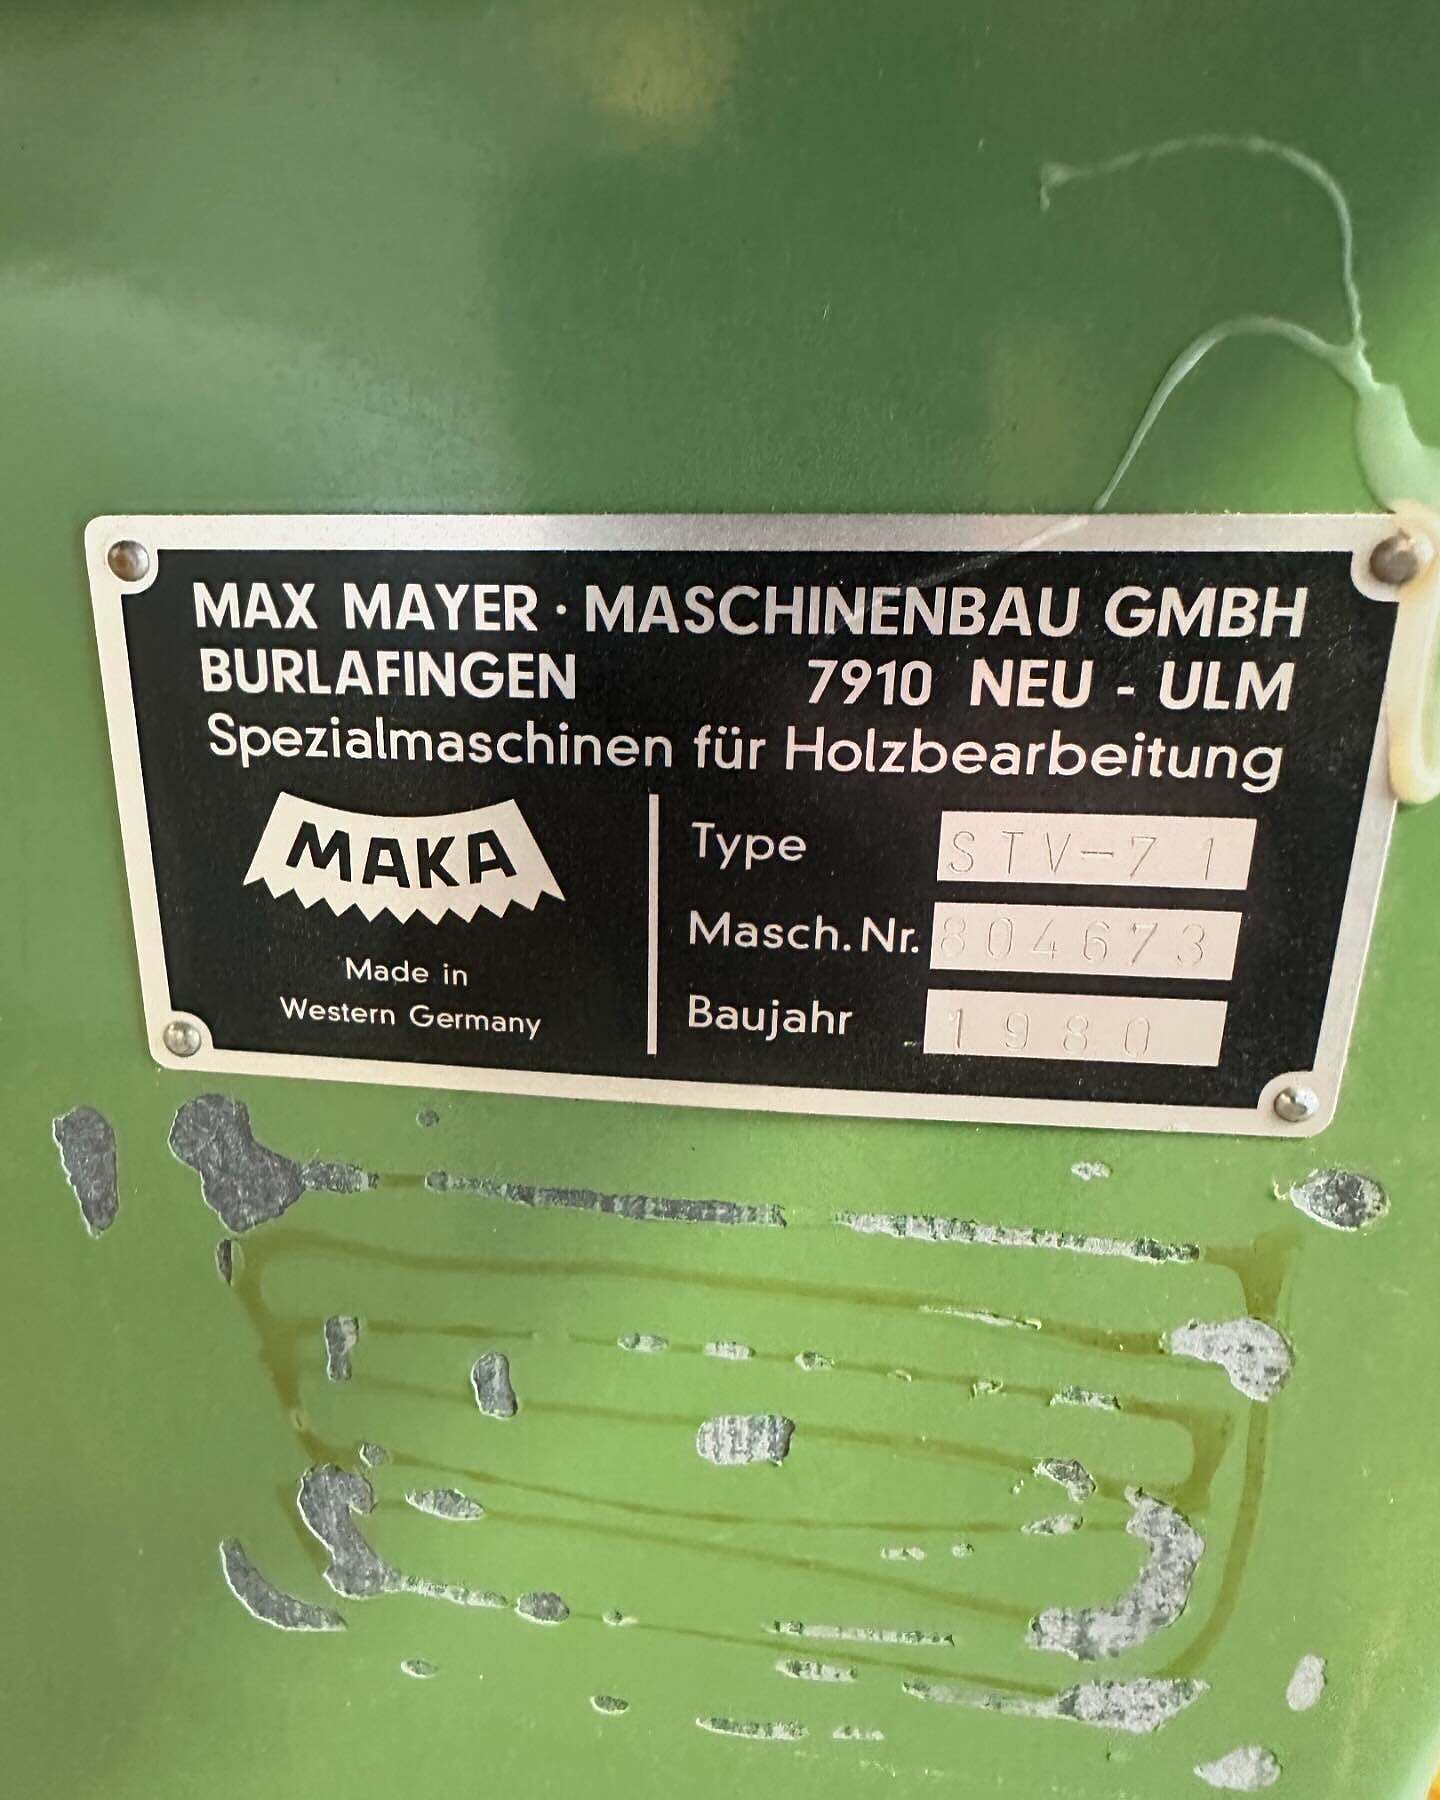 MAX MAYER · MASCHINENBAU GMBH
BURLAFINGEN 7910 NEU - ULM
Spezialmaschinen für Holzbearbeitung
MAKA
Made in
Western Germany
Type STV-71
Masch. Nr. 804673
Baujahr 1980